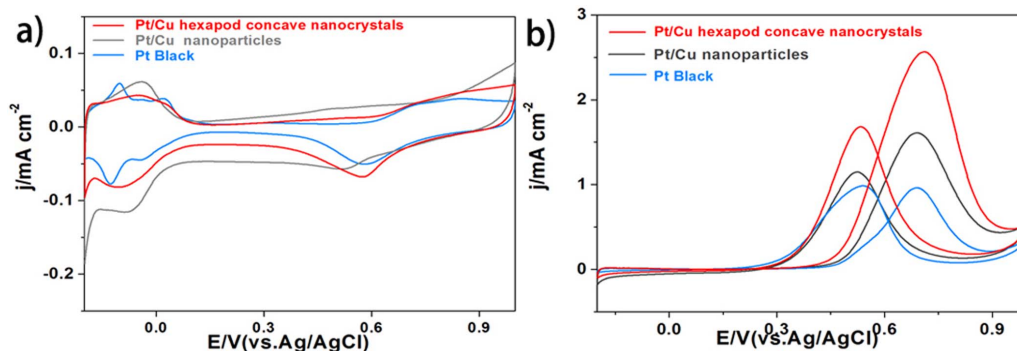 a)
Pt/Cu hexapod concave nanocrystals
Pt/Cu nanoparticles
Pt Black
0.1
0.0
-0.1
-0.2
j/mA cm-2
0.0
0.3
0.6
0.9
E/V(vs.Ag/AgCl)
b)
Pt/Cu hexapod concave nanocrystals
Pt/Cu nanoparticles
Pt Black
3
2
1
0
j/mA cm-2
0.0
0.3
0.6
0.9
E/V(vs.Ag/AgCl)